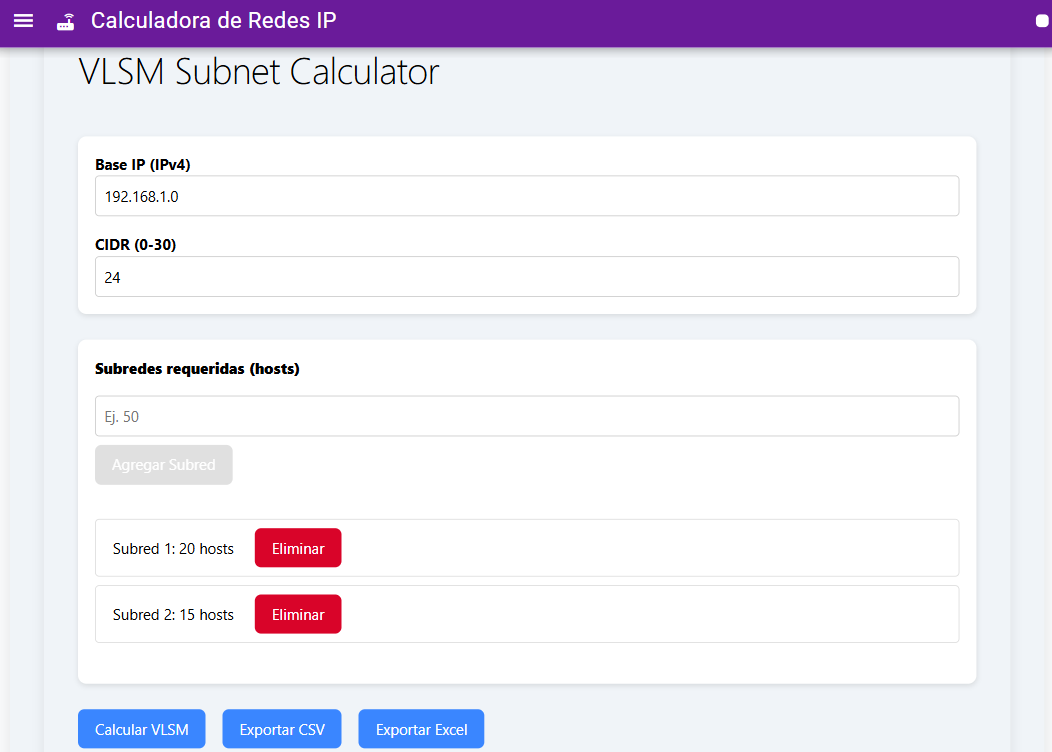 Calculadora de Redes IP
VLSM Subnet Calculator
Base IP (IPv4)
192.168.1.0
CIDR (0-30)
24
Subredes requeridas (hosts)
Ej. 50
Agregar Subred
Subred 1: 20 hosts Eliminar
Subred 2: 15 hosts Eliminar
Calcular VLSM Exportar CSV Exportar Excel